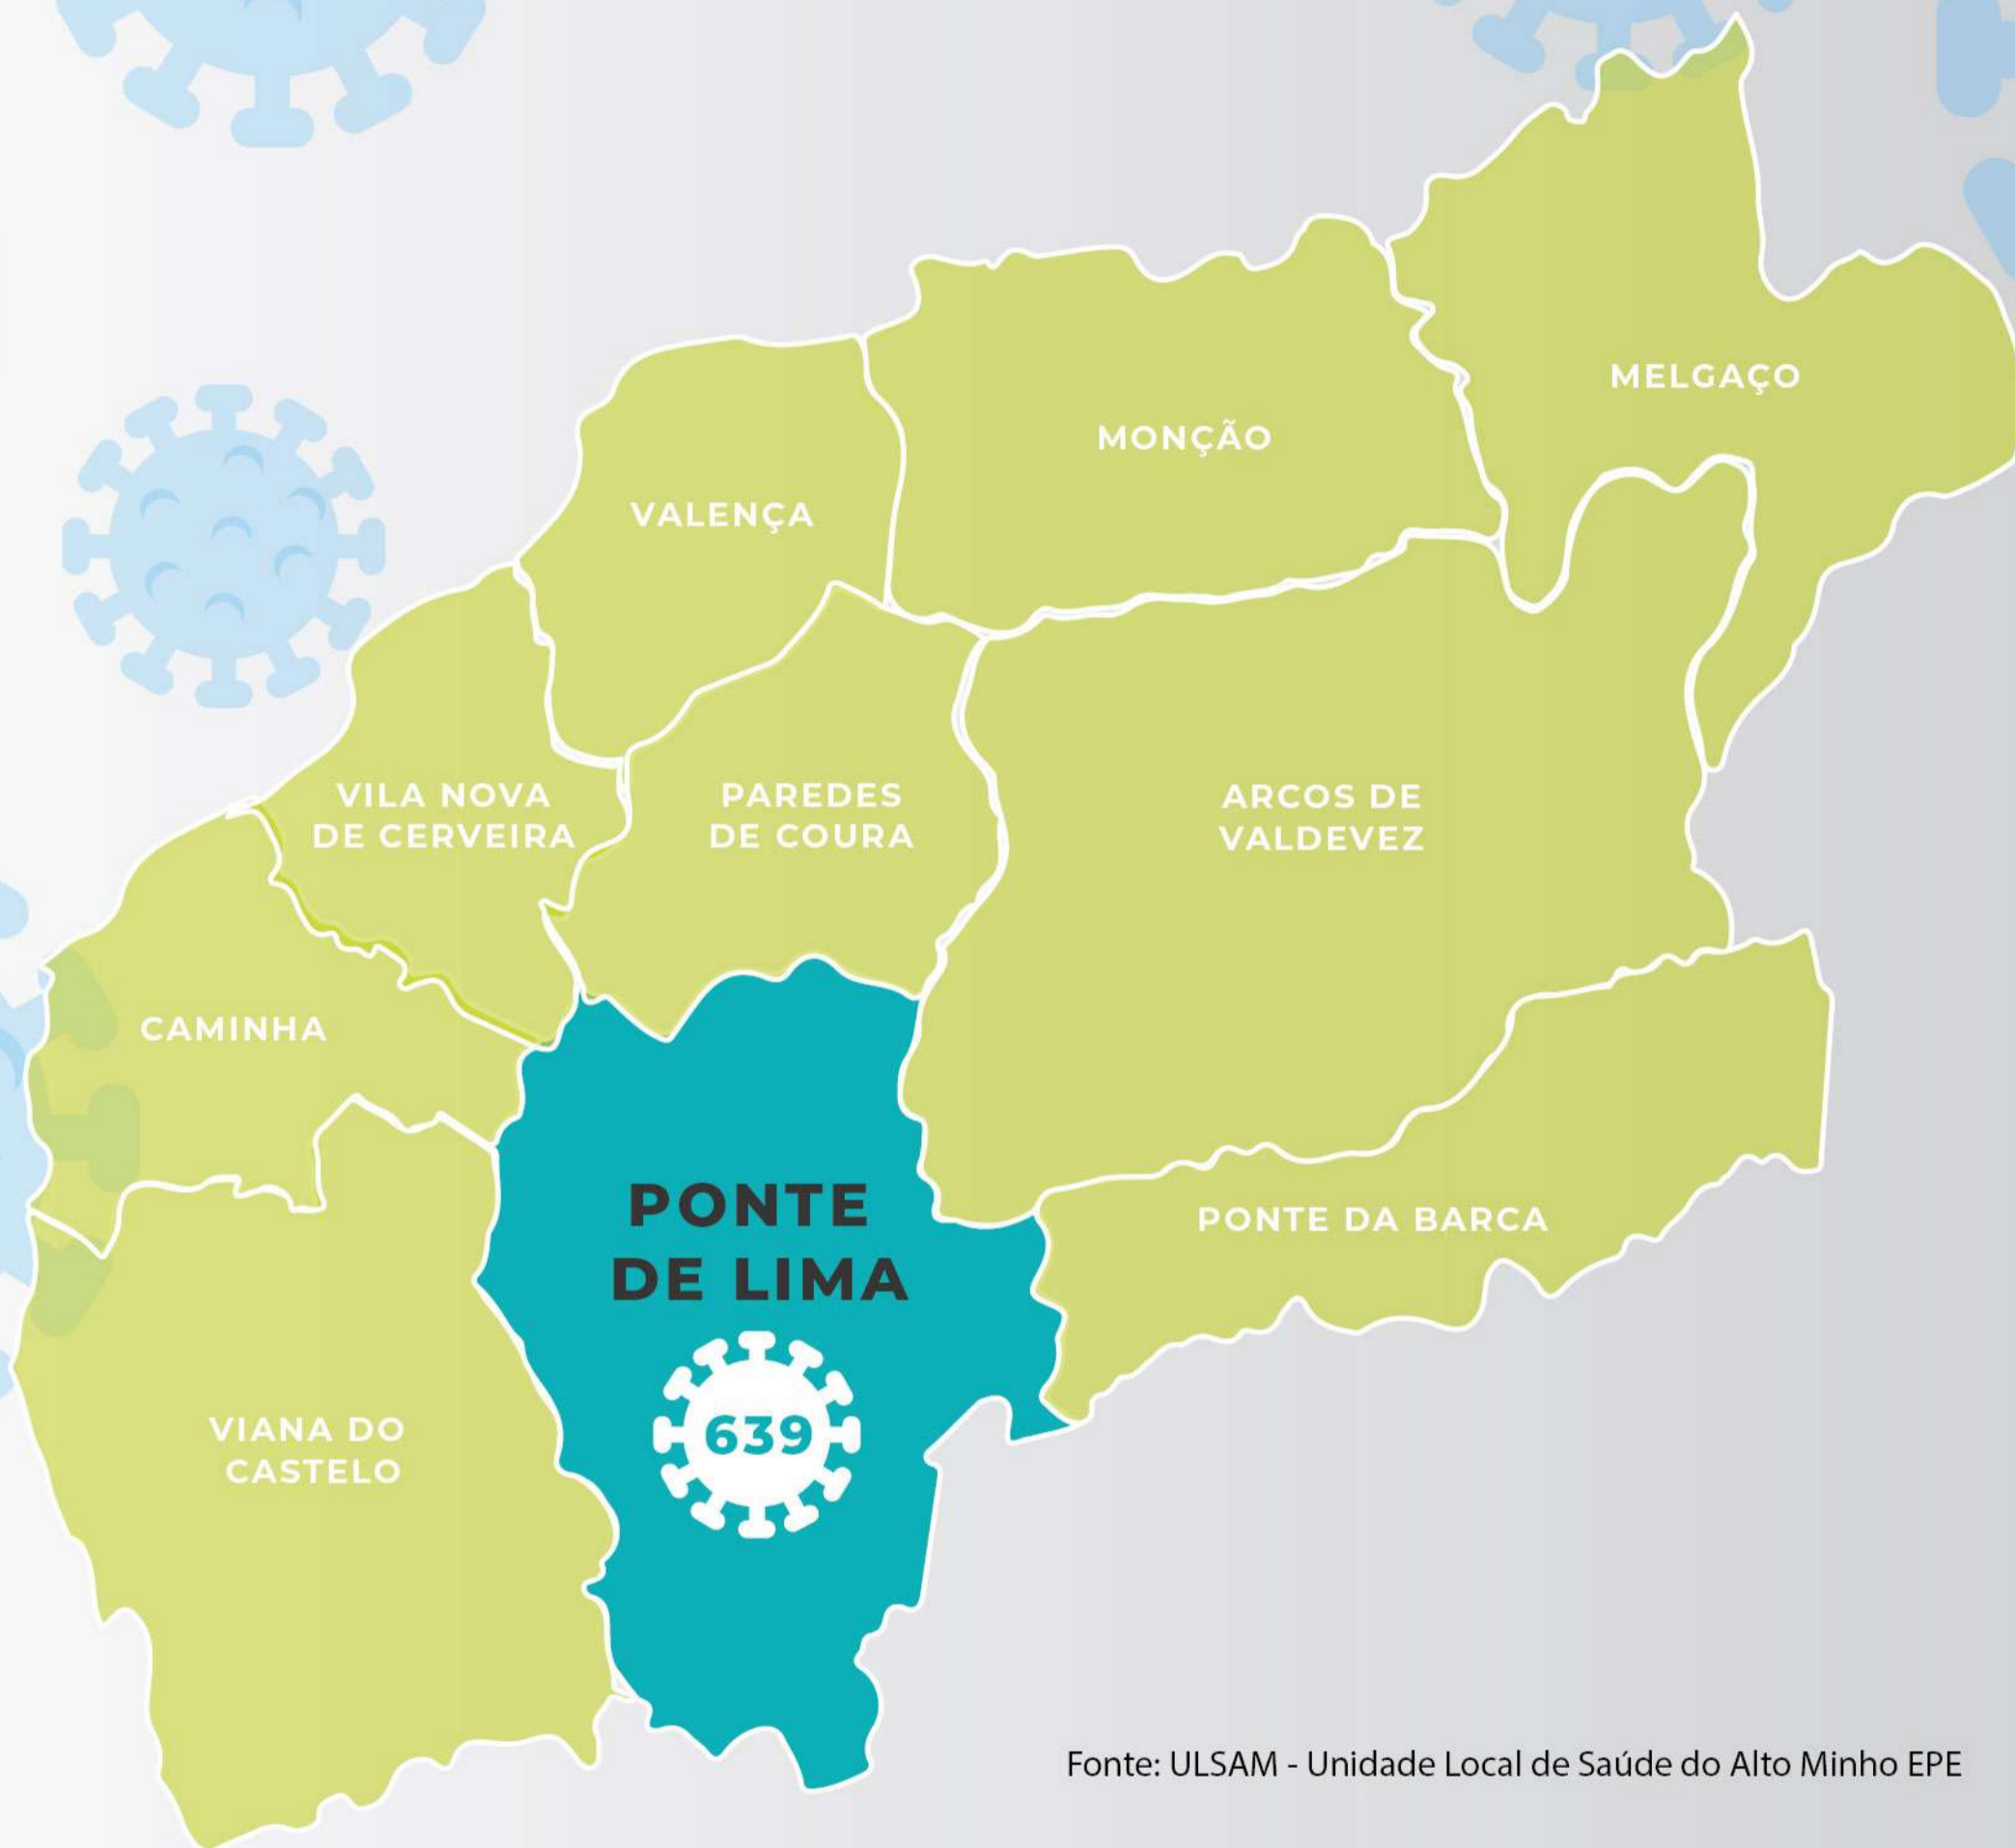 MELGAÇO
MONÇÃO
VALENÇA
VILA NOVA
DE CERVEIRA
PAREDES
DE COURA
ARCOS DE
VALDEVEZ
CAMINHA
PONTE
DE LIMA
639
PONTE DA BARCA
VIANA DO
CASTELO
Fonte: ULSAM - Unidade Local de Saúde do Alto Minho EPE